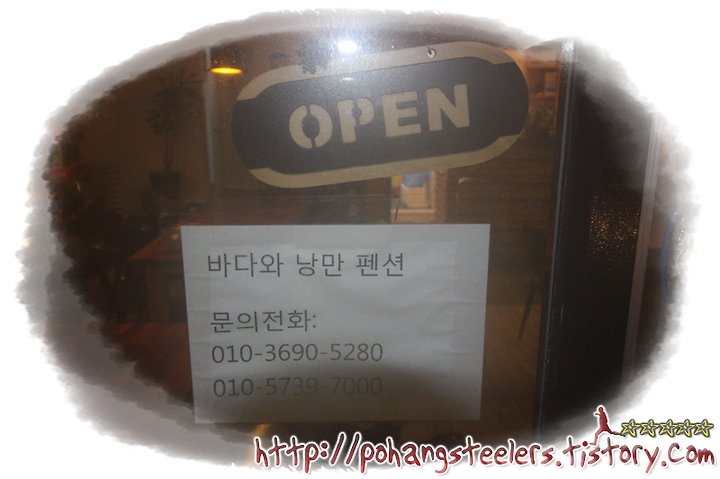 OPEN
바다와 낭만 펜션
문의전화:
010-3690-5280
010-5739-7000
http://pohangsteelers.tistory.com